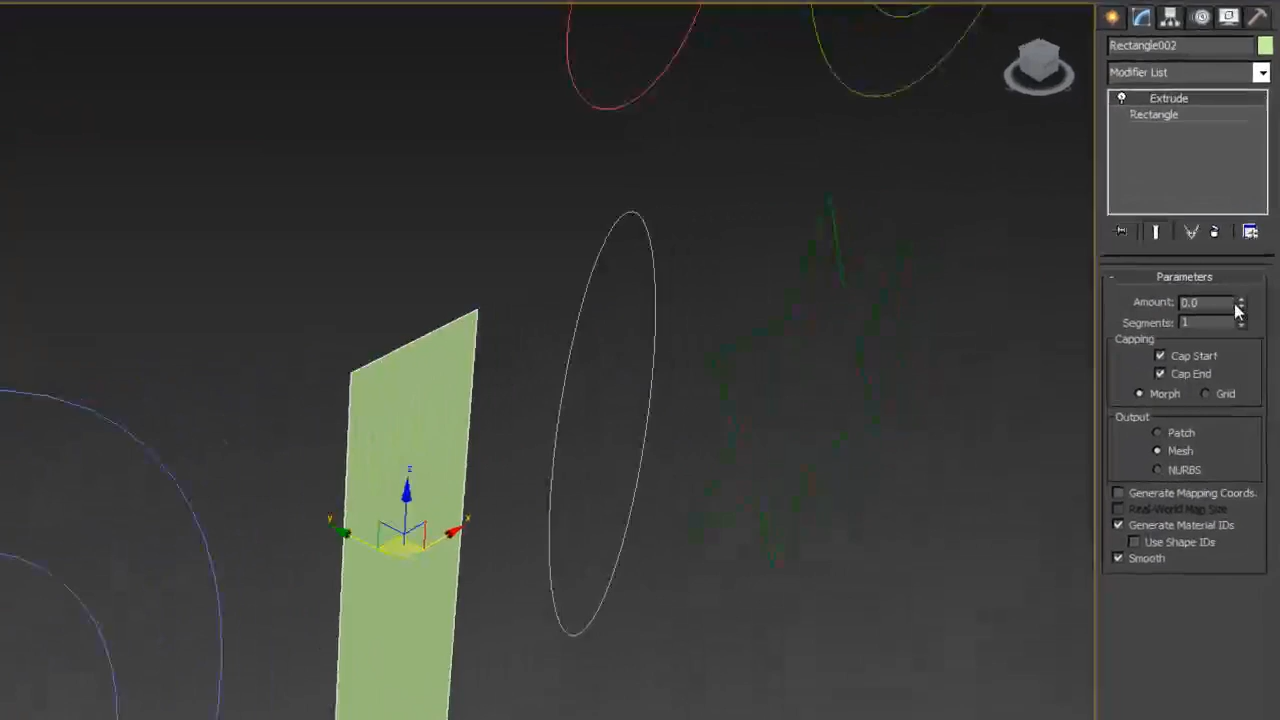 Rectangle002
Modifier List
Extrude
Rectangle
- Parameters
Amount: 0.0
Segments: 1
Capping
Cap Start
Cap End
Morph Grid
Output
Patch
Mesh
NURBS
Generate Mapping Coords.
Real-World Map Size
Generate Material IDs
Use Shape IDs
Smooth
z
y
x